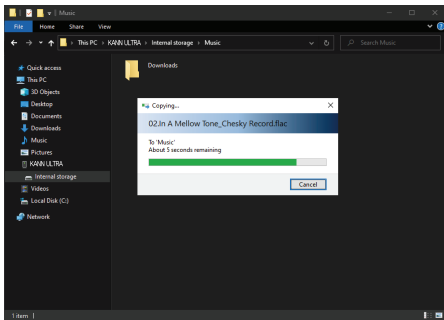 Music
File Home Share View
This PC › KANN ULTRA › Internal storage › Music
Search Music
Quick access
This PC
3D Objects
Desktop
Documents
Downloads
Music
Pictures
KANN ULTRA
Internal storage
Videos
Local Disk (C:)
Network
Downloads
Copying...
02.In A Mellow Tone_Chesky Record.flac
To 'Music'
About 5 seconds remaining
Cancel
1 item